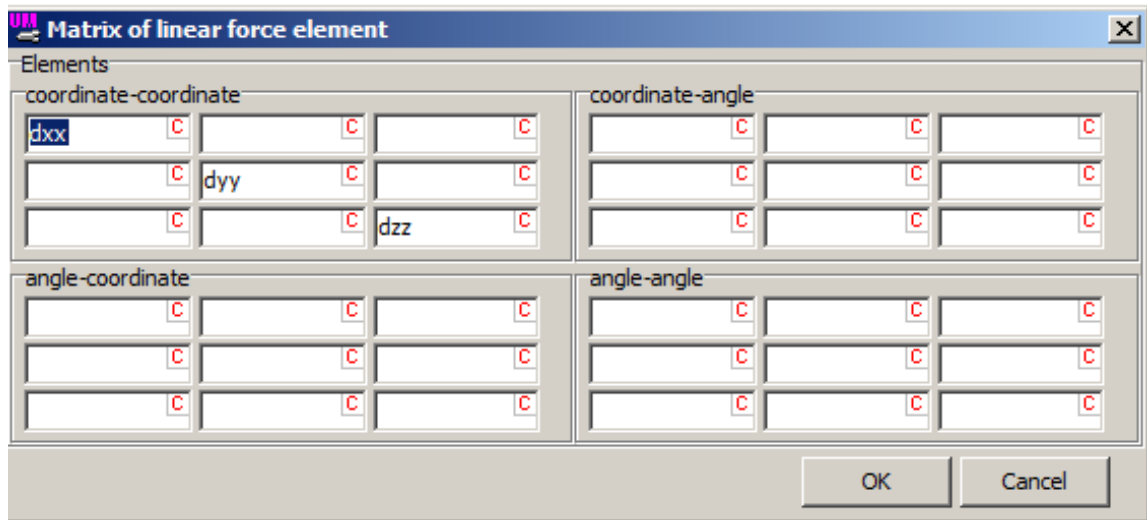 UM Matrix of linear force element
Elements
coordinate-coordinate coordinate-angle
dxx C C C C C C
C dyy C C C C C
C C dzz C C C C
angle-coordinate angle-angle
C C C C C C
C C C C C C
C C C C C C
OK Cancel